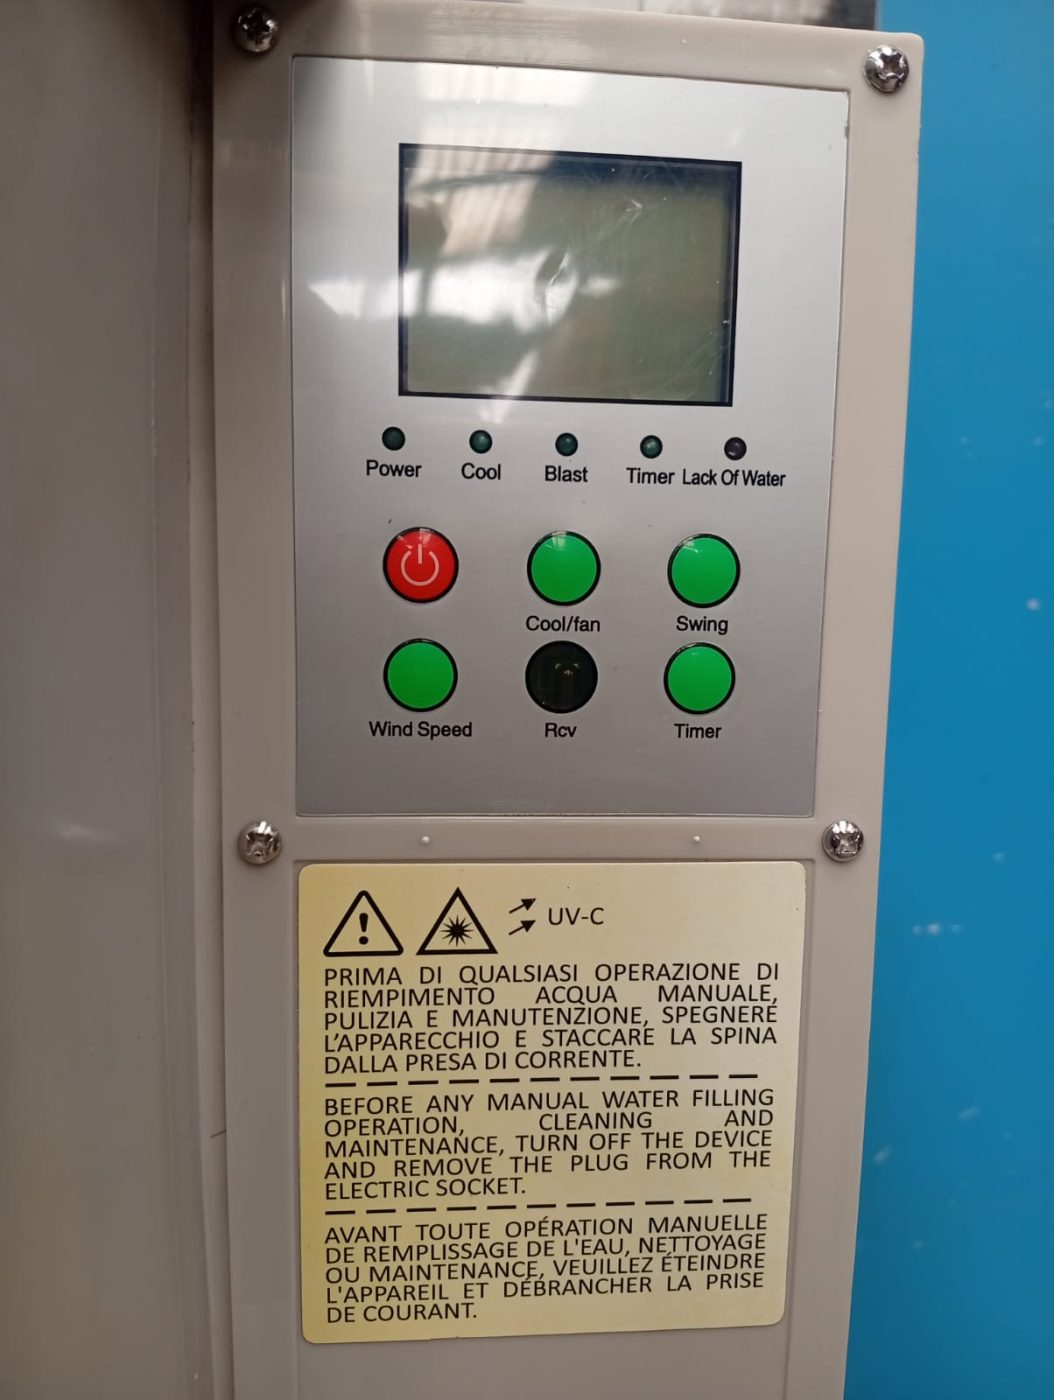 Power Cool Blast Timer Lack Of Water
Cool/fan Swing
Wind Speed Rcv Timer
UV-C
PRIMA DI QUALSIASI OPERAZIONE DI
RIEMPIMENTO ACQUA MANUALE,
PULIZIA E MANUTENZIONE, SPEGNERE
L'APPARECCHIO E STACCARE LA SPINA
DALLA PRESA DI CORRENTE.
BEFORE ANY MANUAL WATER FILLING
OPERATION, CLEANING AND
MAINTENANCE, TURN OFF THE DEVICE
AND REMOVE THE PLUG FROM THE
ELECTRIC SOCKET.
AVANT TOUTE OPÉRATION MANUELLE
DE REMPLISSAGE DE L'EAU, NETTOYAGE
OU MAINTENANCE, VEUILLEZ ÉTEINDRE
L'APPAREIL ET DÉBRANCHER LA PRISE
DE COURANT.